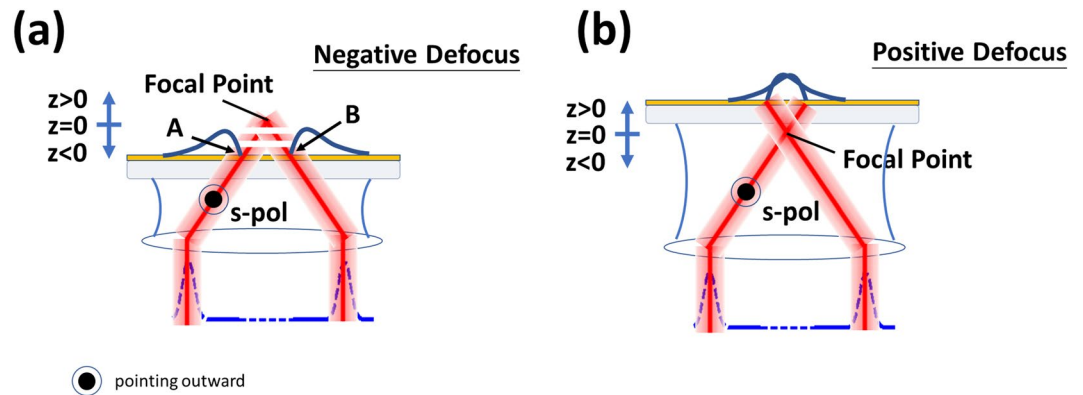 (a)
Negative Defocus
Focal Point
z>0
z=0
z<0
A
B
s-pol
pointing outward
(b)
Positive Defocus
z>0
z=0
z<0
Focal Point
s-pol